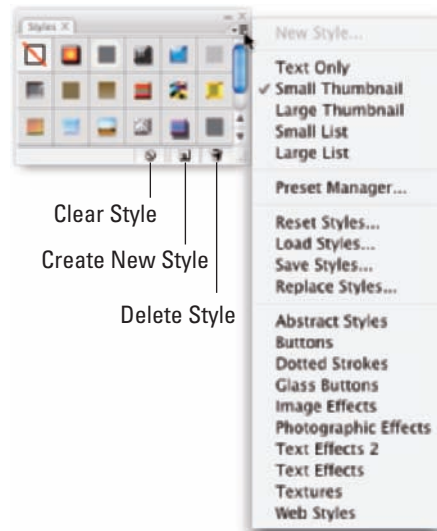 Styles ×
Clear Style
Create New Style
Delete Style
New Style...
Text Only
✓ Small Thumbnail
Large Thumbnail
Small List
Large List
Preset Manager...
Reset Styles...
Load Styles...
Save Styles...
Replace Styles...
Abstract Styles
Buttons
Dotted Strokes
Glass Buttons
Image Effects
Photographic Effects
Text Effects 2
Text Effects
Textures
Web Styles